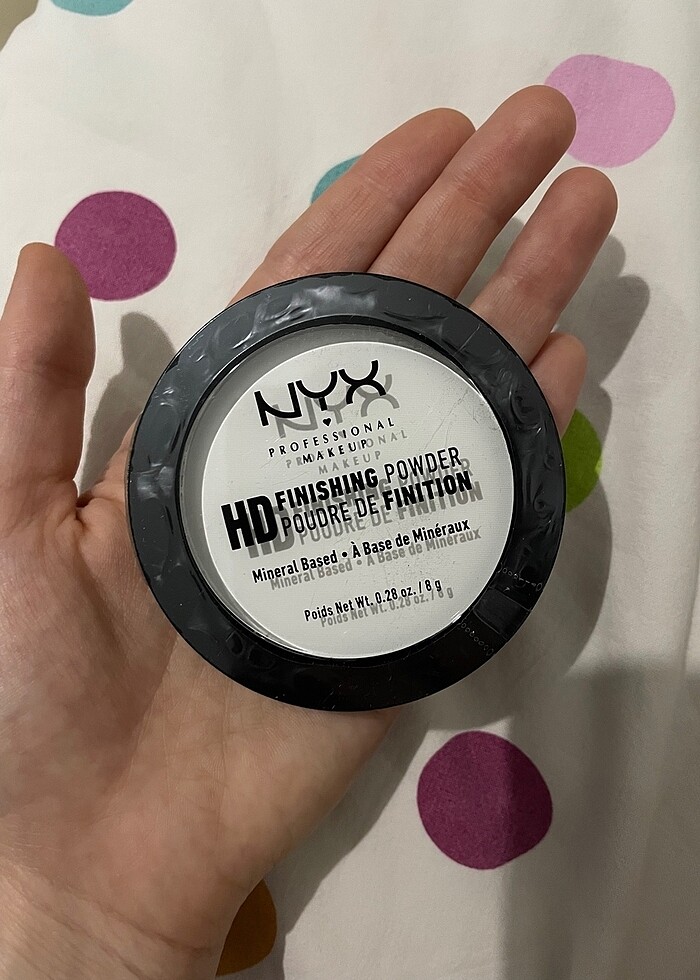 NYX
PROFESSIONAL
MAKEUP
HD FINISHING POWDER
POUDRE DE FINITION
Mineral Based • À Base de Minéraux
Poids Net Wt. 0.28 oz. / 8 g